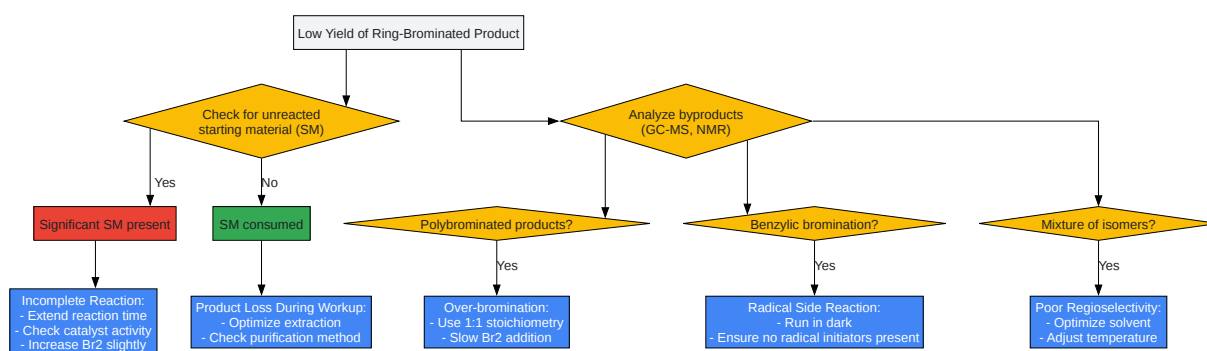 Low Yield of Ring-Brominated Product
Check for unreacted
starting material (SM)
Analyze byproducts
(GC-MS, NMR)
Yes
No
Significant SM present
SM consumed
Polybrominated products?
Benzylic bromination?
Mixture of isomers?
Yes
Yes
Yes
Incomplete Reaction:
- Extend reaction time
- Check catalyst activity
- Increase Br2 slightly
Product Loss During Workup:
- Optimize extraction
- Check purification method
Over-bromination:
- Use 1:1 stoichiometry
- Slow Br2 addition
Radical Side Reaction:
- Run in dark
- Ensure no radical initiators present
Poor Regioselectivity:
- Optimize solvent
- Adjust temperature